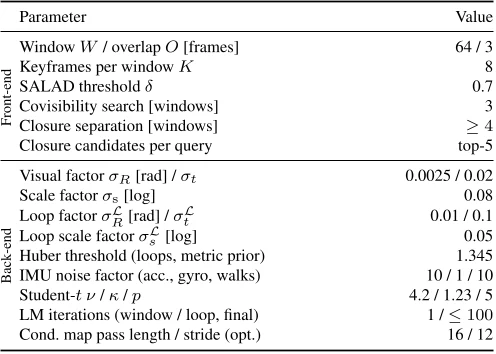 Parameter Value
Front-end
Window W / overlap O [frames] 64 / 3
Keyframes per window K 8
SALAD threshold δ 0.7
Covisibility search [windows] 3
Closure separation [windows] ≥ 4
Closure candidates per query top-5
Back-end
Visual factor σ_R [rad] / σ_t 0.0025 / 0.02
Scale factor σ_s [log] 0.08
Loop factor σ_R^ℒ [rad] / σ_t^ℒ 0.01 / 0.1
Loop scale factor σ_s^ℒ [log] 0.05
Huber threshold (loops, metric prior) 1.345
IMU noise factor (acc., gyro, walks) 10 / 1 / 10
Student-t ν / κ / p 4.2 / 1.23 / 5
LM iterations (window / loop, final) 1 / ≤ 100
Cond. map pass length / stride (opt.) 16 / 12